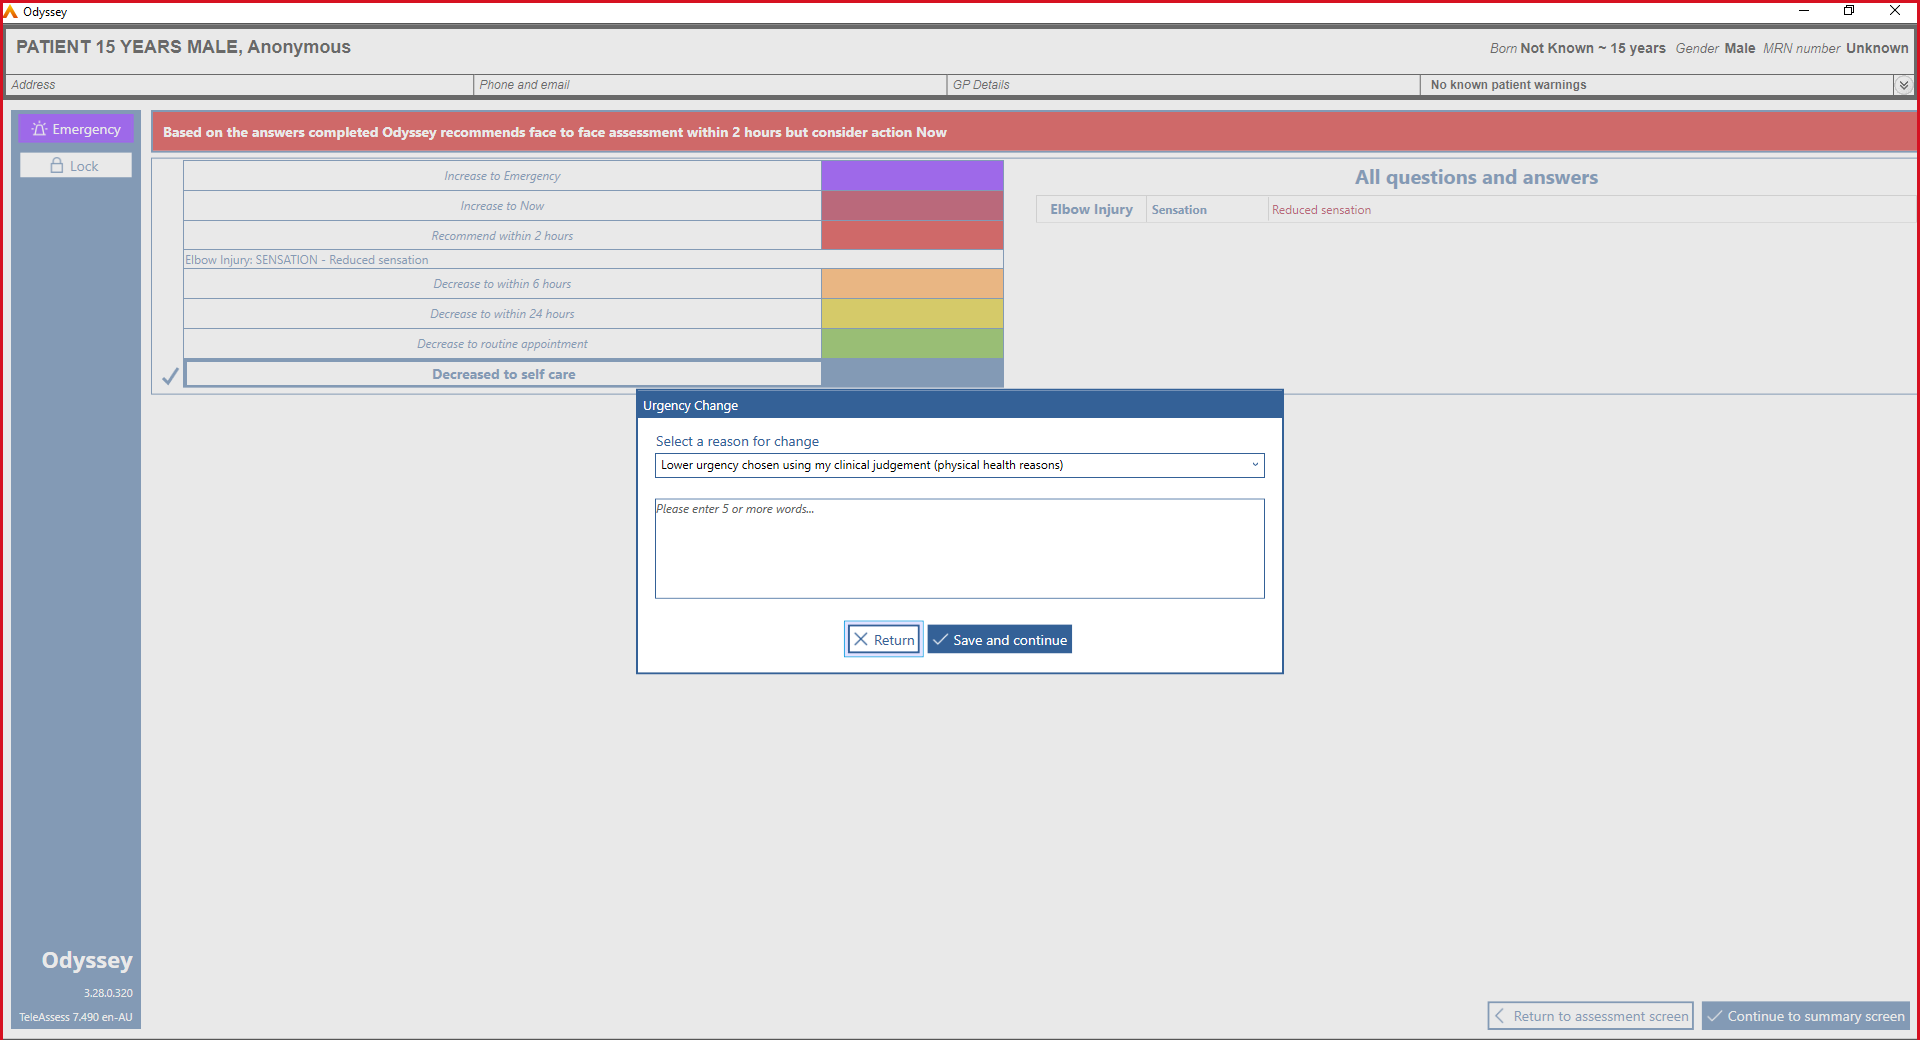 Odyssey
PATIENT 15 YEARS MALE, Anonymous
Born Not Known ~ 15 years Gender Male MRN number Unknown
Address
Phone and email
GP Details
No known patient warnings
Emergency
Lock
Based on the answers completed Odyssey recommends face to face assessment within 2 hours but consider action Now
Increase to Emergency
Increase to Now
Recommend within 2 hours
Elbow Injury: SENSATION - Reduced sensation
Decrease to within 6 hours
Decrease to within 24 hours
Decrease to routine appointment
Decreased to self care
All questions and answers
Elbow Injury Sensation Reduced sensation
Urgency Change
Select a reason for change
Lower urgency chosen using my clinical judgement (physical health reasons)
Please enter 5 or more words...
Return
Save and continue
Odyssey
3.28.0.320
TeleAssess 7.490 en-AU
Return to assessment screen
Continue to summary screen